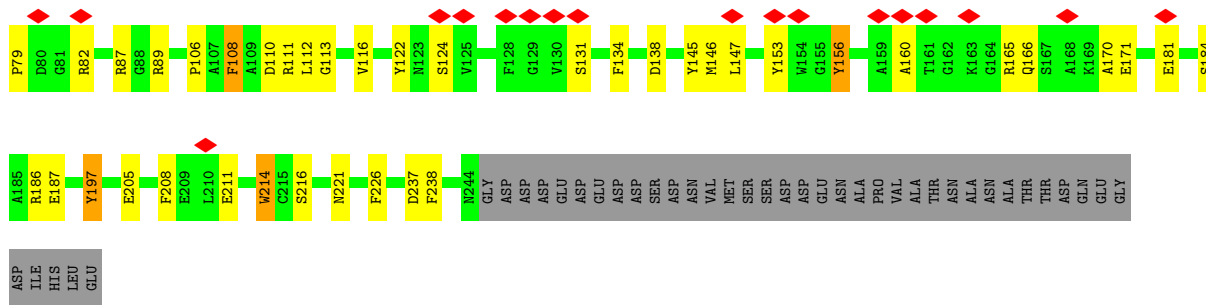 P79 D80 G81 R82 R87 G88 R89 P106 A107 F108 A109 D110 R111 L112 G113 V116 Y122 N123 S124 V125 F128 G129 V130 S131 F134 D138 Y145 M146 L147 Y153 W154 G155 Y156 A159 A160 T161 G162 K163 G164 R165 Q166 S167 A168 K169 A170 E171 E181
A185 R186 E187 Y197 E205 F208 E209 L210 E211 W214 C215 S216 N221 F226 D237 F238 N244 GLY ASP ASP ASP GLU ASP GLU ASP ASP SER ASP ASP ASN VAL MET SER SER ASP ASP GLU ASN ALA PRO VAL ALA THR ASN ALA ASN ALA THR THR ASP GLN GLU GLY
ASP ILE HIS LEU GLU